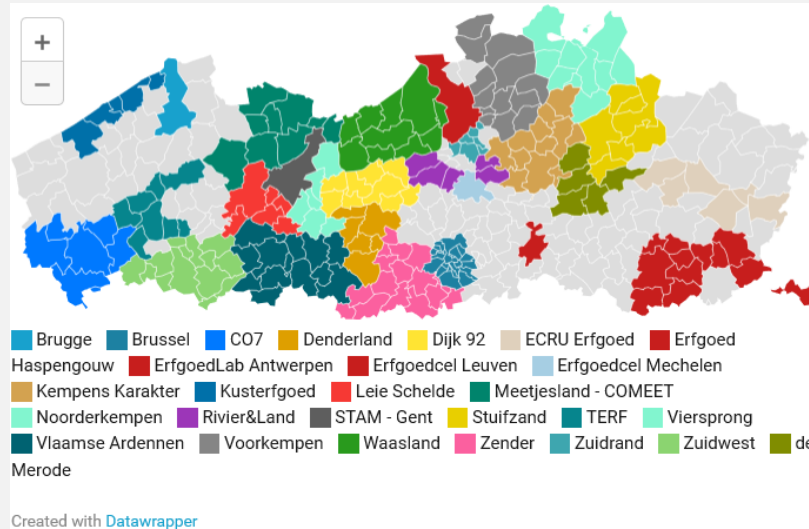 +
−
Brugge Brussel CO7 Denderland Dijk 92 ECRU Erfgoed Erfgoed
Haspengouw ErfgoedLab Antwerpen Erfgoedcel Leuven Erfgoedcel Mechelen
Kempens Karakter Kusterfgoed Leie Schelde Meetjesland - COMEET
Noorderkempen Rivier&Land STAM - Gent Stuifzand TERF Viersprong
Vlaamse Ardennen Voorkempen Waasland Zender Zuidrand Zuidwest de
Merode
Created with Datawrapper